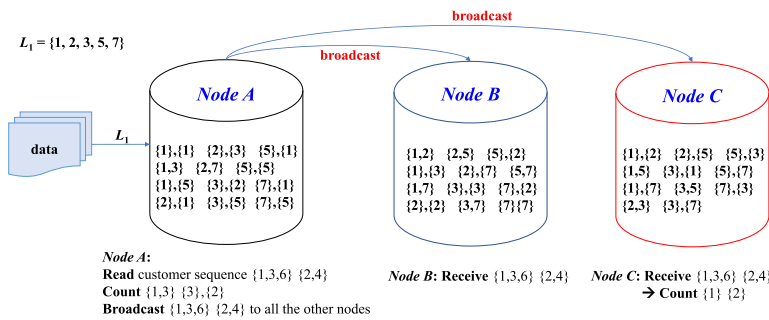 broadcast
L1 = {1, 2, 3, 5, 7}
broadcast
Node A
Node B
Node C
data
L1
{1},{1} {2},{3} {5},{1}
{1,3} {2,7} {5},{5}
{1},{5} {3},{2} {7},{1}
{2},{1} {3},{5} {7},{5}
{1,2} {2,5} {5},{2}
{1},{3} {2},{7} {5,7}
{1,7} {3},{3} {7},{2}
{2},{2} {3,7} {7}{7}
{1},{2} {2},{5} {5},{3}
{1,5} {3},{1} {5},{7}
{1},{7} {3,5} {7},{3}
{2,3} {3},{7}
Node A:
Read customer sequence {1,3,6} {2,4}
Count {1,3} {3},{2}
Broadcast {1,3,6} {2,4} to all the other nodes
Node B: Receive {1,3,6} {2,4}
Node C: Receive {1,3,6} {2,4}
→ Count {1} {2}